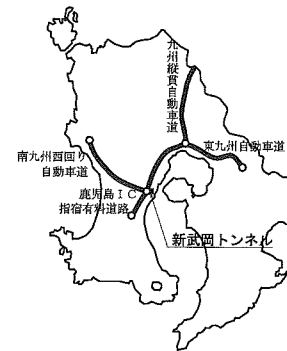 九州縦貫自動車道
東九州自動車道
南九州西回り
自動車道
鹿児島IC
指宿有料道路
新武岡トンネル